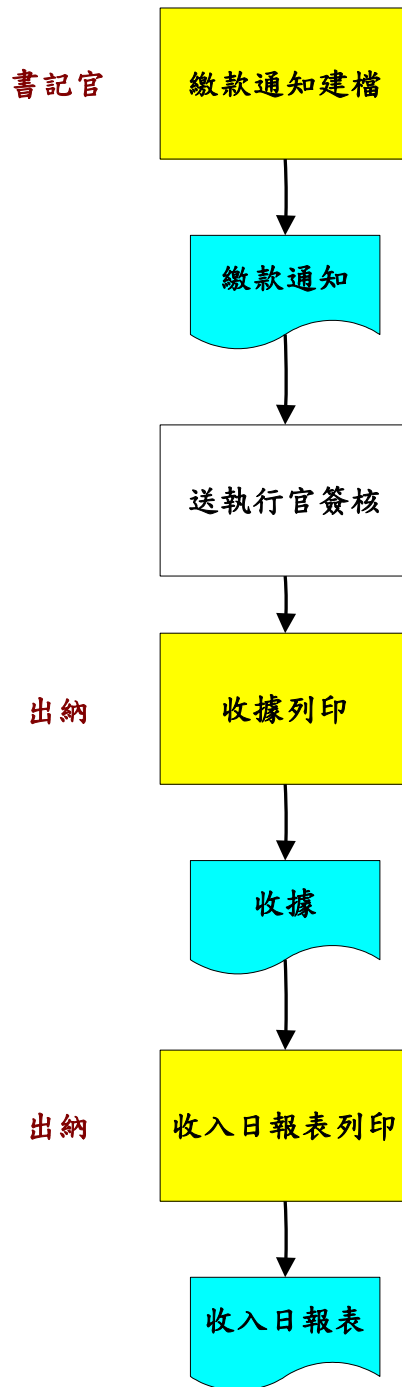 書記官
繳款通知建檔
繳款通知
送執行官簽核
出納
收據列印
收據
出納
收入日報表列印
收入日報表